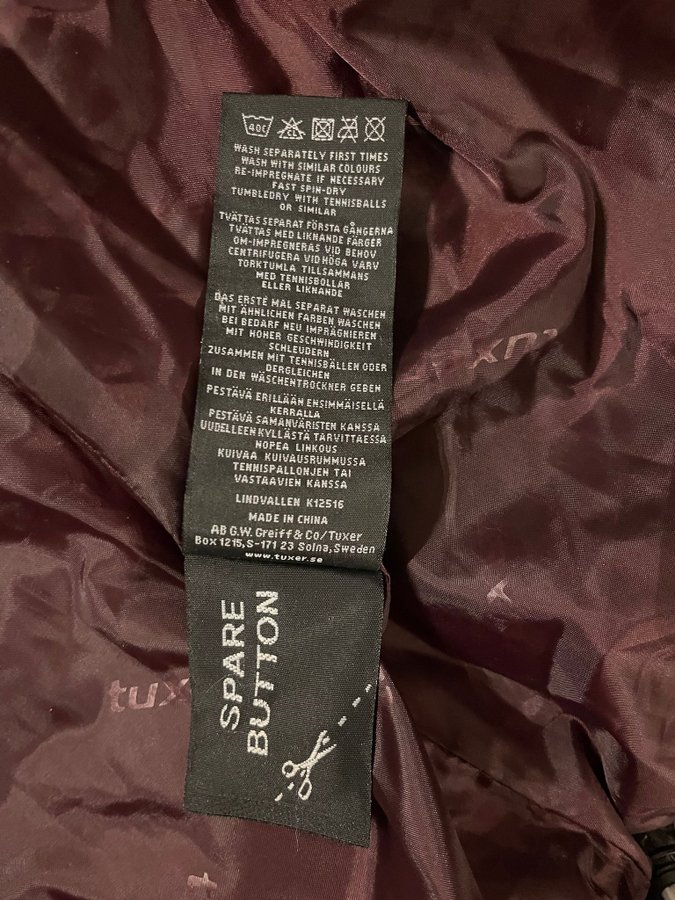 40C
CL
WASH SEPARATELY FIRST TIMES
WASH WITH SIMILAR COLOURS
RE-IMPREGNATE IF NECESSARY
FAST SPIN-DRY
TUMBLEDRY WITH TENNISBALLS
OR SIMILAR
TVÄTTAS SEPARAT FÖRSTA GÅNGERNA
TVÄTTAS MED LIKNANDE FÄRGER
OM-IMPREGNERAS VID BEHOV
CENTRIFUGERA VID HÖGA VARV
TORKTUMLA TILLSAMMANS
MED TENNISBOLLAR
ELLER LIKNANDE
DAS ERSTE MAL SEPARAT WASCHEN
MIT ÄHNLICHEN FARBEN WASCHEN
BEI BEDARF NEU IMPRÄGNIEREN
MIT HOHER GESCHWINDIGKEIT
SCHLEUDERN
ZUSAMMEN MIT TENNISBÄLLEN ODER
DERGLEICHEN
IN DEN WÄSCHENTROCKNER GEBEN
PESTÄVÄ ERILLÄÄN ENSIMMÄISELLÄ
KERRALLA
PESTÄVÄ SAMANVÄRISTEN KANSSA
UUDELLEEN KYLLÄSTÄ TARVITTAESSA
NOPEA LINKOUS
KUIVAA KUIVAUSRUMMUSSA
TENNISPALLONJEN TAI
VASTAAVIEN KANSSA
LINDVALLEN K12516
MADE IN CHINA
AB G.W. Greiff & Co/Tuxer
Box 1215, S-171 23 Solna, Sweden
www.tuxer.se
SPARE
BUTTON
tux